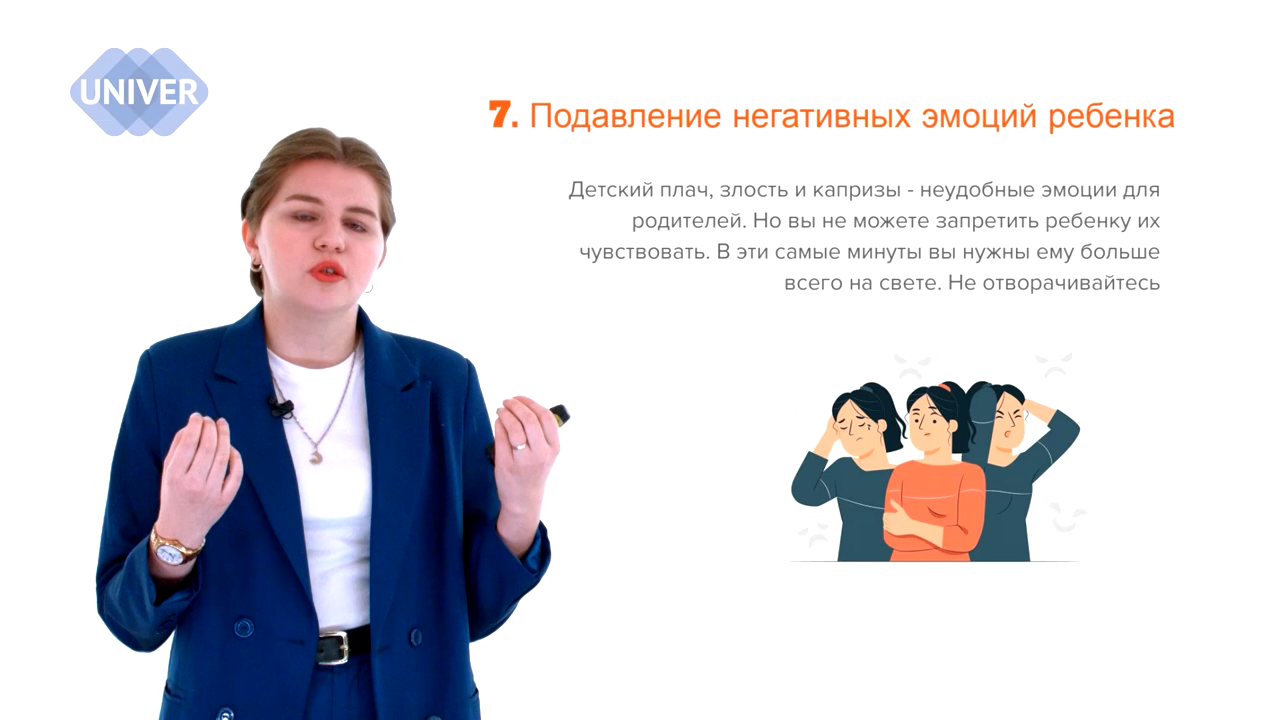 UNIVER
7. Подавление негативных эмоций ребенка
Детский плач, злость и капризы - неудобные эмоции для
родителей. Но вы не можете запретить ребенку их
чувствовать. В эти самые минуты вы нужны ему больше
всего на свете. Не отворачивайтесь